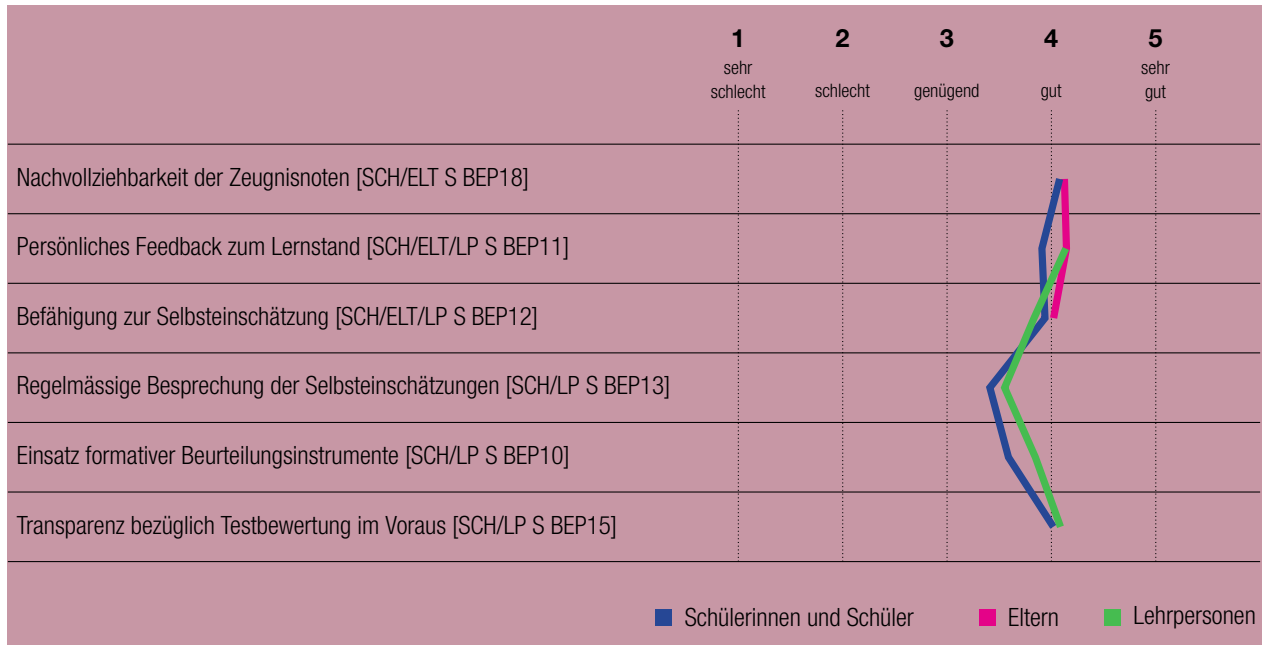 1 2 3 4 5
sehr schlecht schlecht genügend gut sehr gut
Nachvollziehbarkeit der Zeugnisnoten [SCH/ELT S BEP18]
Persönliches Feedback zum Lernstand [SCH/ELT/LP S BEP11]
Befähigung zur Selbsteinschätzung [SCH/ELT/LP S BEP12]
Regelmässige Besprechung der Selbsteinschätzungen [SCH/LP S BEP13]
Einsatz formativer Beurteilungsinstrumente [SCH/LP S BEP10]
Transparenz bezüglich Testbewertung im Voraus [SCH/LP S BEP15]
Schülerinnen und Schüler Eltern Lehrpersonen